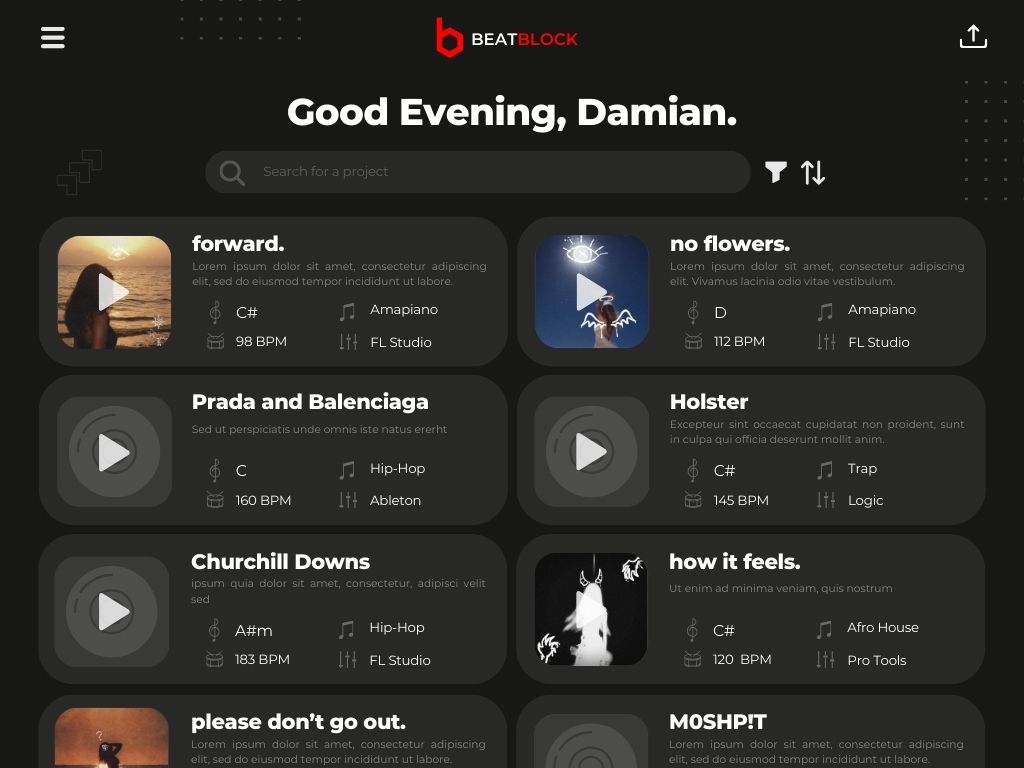 BEATBLOCK
Good Evening, Damian.
Search for a project
forward.
Lorem ipsum dolor sit amet, consectetur adipiscing
elit, sed do eiusmod tempor incididunt ut labore.
C#
Amapiano
98 BPM
FL Studio
no flowers.
Lorem ipsum dolor sit amet, consectetur adipiscing
elit. Vivamus lacinia odio vitae vestibulum.
D
Amapiano
112 BPM
FL Studio
Prada and Balenciaga
Sed ut perspiciatis unde omnis iste natus ererht
C
Hip-Hop
160 BPM
Ableton
Holster
Excepteur sint occaecat cupidatat non proident, sunt
in culpa qui officia deserunt mollit anim.
C#
Trap
145 BPM
Logic
Churchill Downs
ipsum quia dolor sit amet, consectetur, adipisci velit
sed
A#m
Hip-Hop
183 BPM
FL Studio
how it feels.
Ut enim ad minima veniam, quis nostrum
C#
Afro House
120 BPM
Pro Tools
please don’t go out.
Lorem ipsum dolor sit amet, consectetur adipiscing
elit, sed do eiusmod tempor incididunt ut labore.
M0SHP!T
Lorem ipsum dolor sit amet, consectetur adipiscing
elit, sed do eiusmod tempor incididunt ut labore.